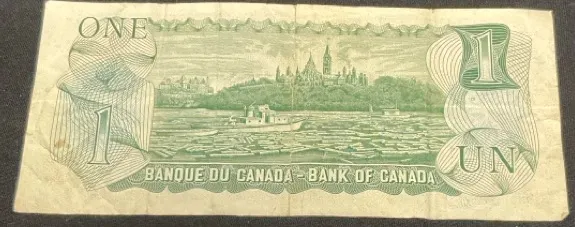 ONE
1
1
UN
BANQUE DU CANADA - BANK OF CANADA